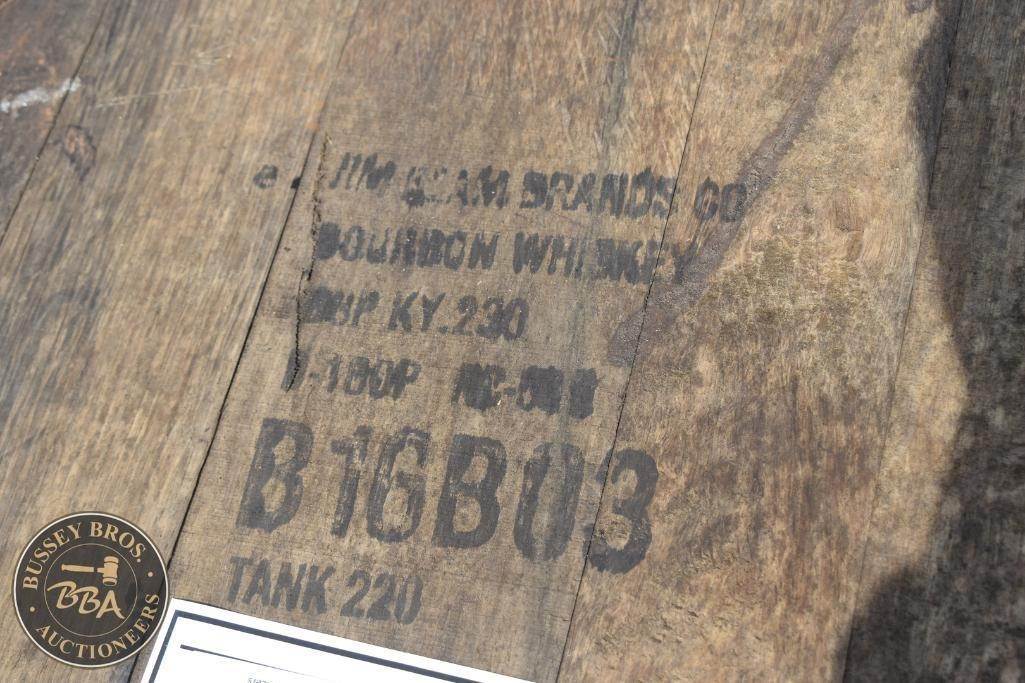 JIM BEAM BRANDS CO
BOURBON WHISKEY
DSP KY.230
B16B03
TANK 220
BUSSEY BROS.
BBA
AUCTIONEERS